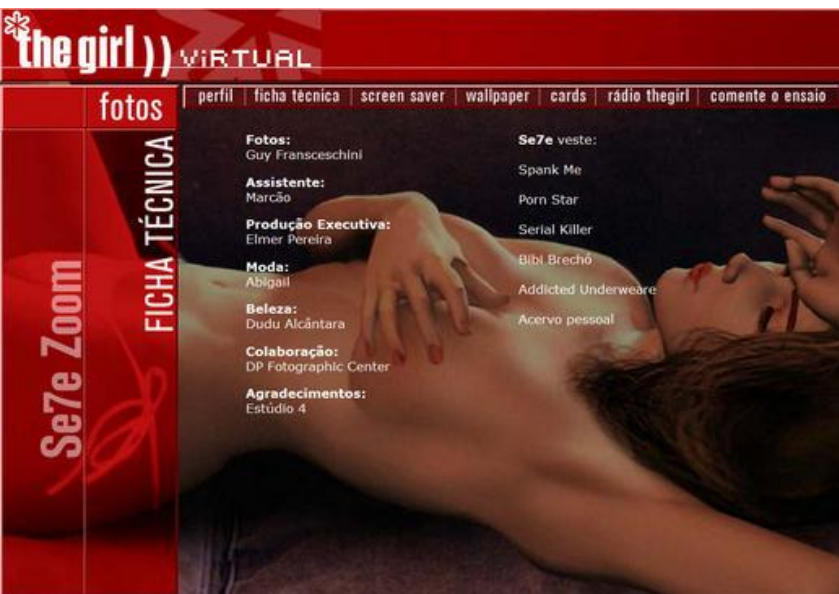 the girl )) ViRTUAL
fotos
perfil | ficha técnica | screen saver | wallpaper | cards | rádio thegirl | comente o ensaio
Se7e Zoom
FICHA TÉCNICA
Fotos:
Guy Fransceschini
Assistente:
Marcão
Produção Executiva:
Elmer Pereira
Moda:
Abigail
Beleza:
Dudu Alcântara
Colaboração:
DP Fotographic Center
Agradecimentos:
Estúdio 4
Se7e veste:
Spank Me
Porn Star
Serial Killer
Bibi Brechó
Addicted Underweare
Acervo pessoal